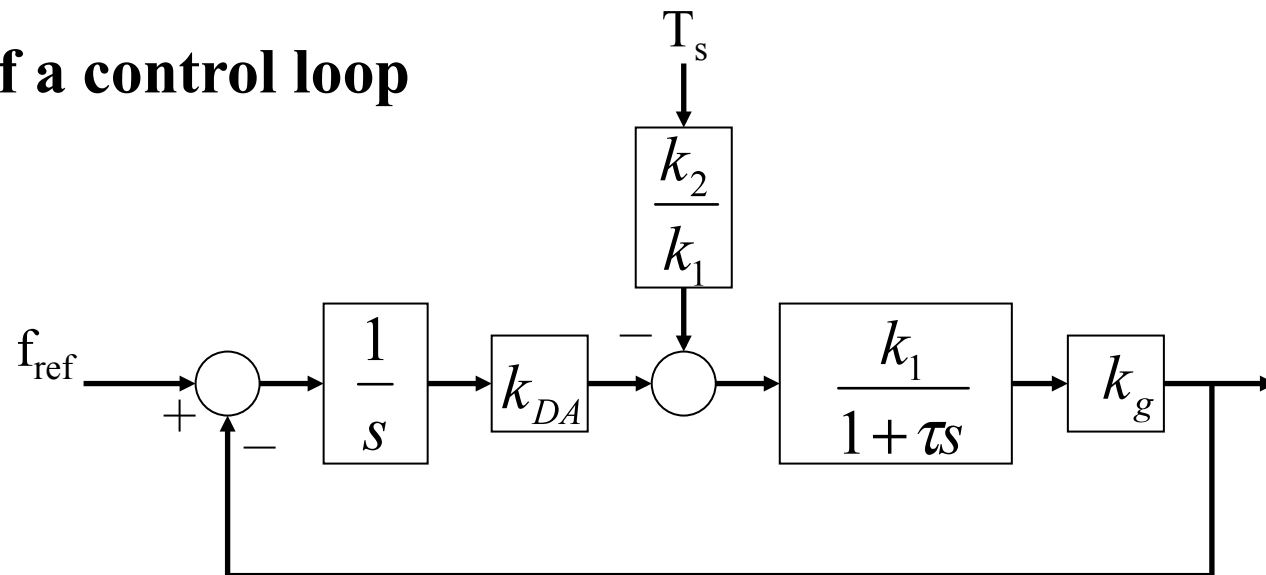 f a control loop
T_s
k_2
k_1
f_ref
+
−
1
s
k_DA
−
k_1
1+τs
k_g